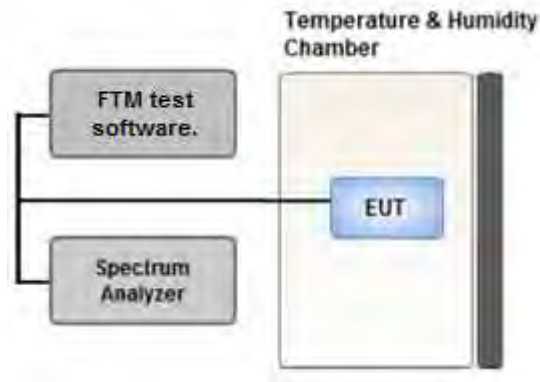 Temperature & Humidity
Chamber
FTM test
software.
EUT
Spectrum
Analyzer